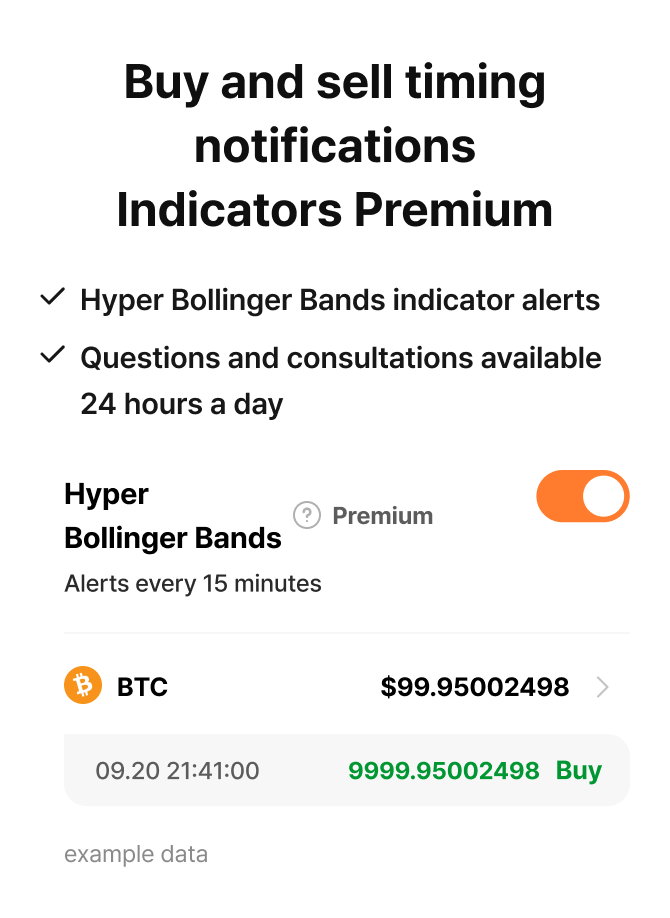 Buy and sell timing
notifications
Indicators Premium
Hyper Bollinger Bands indicator alerts
Questions and consultations available
24 hours a day
Hyper
Bollinger Bands
? Premium
Alerts every 15 minutes
BTC $99.95002498
09.20 21:41:00 9999.95002498 Buy
example data